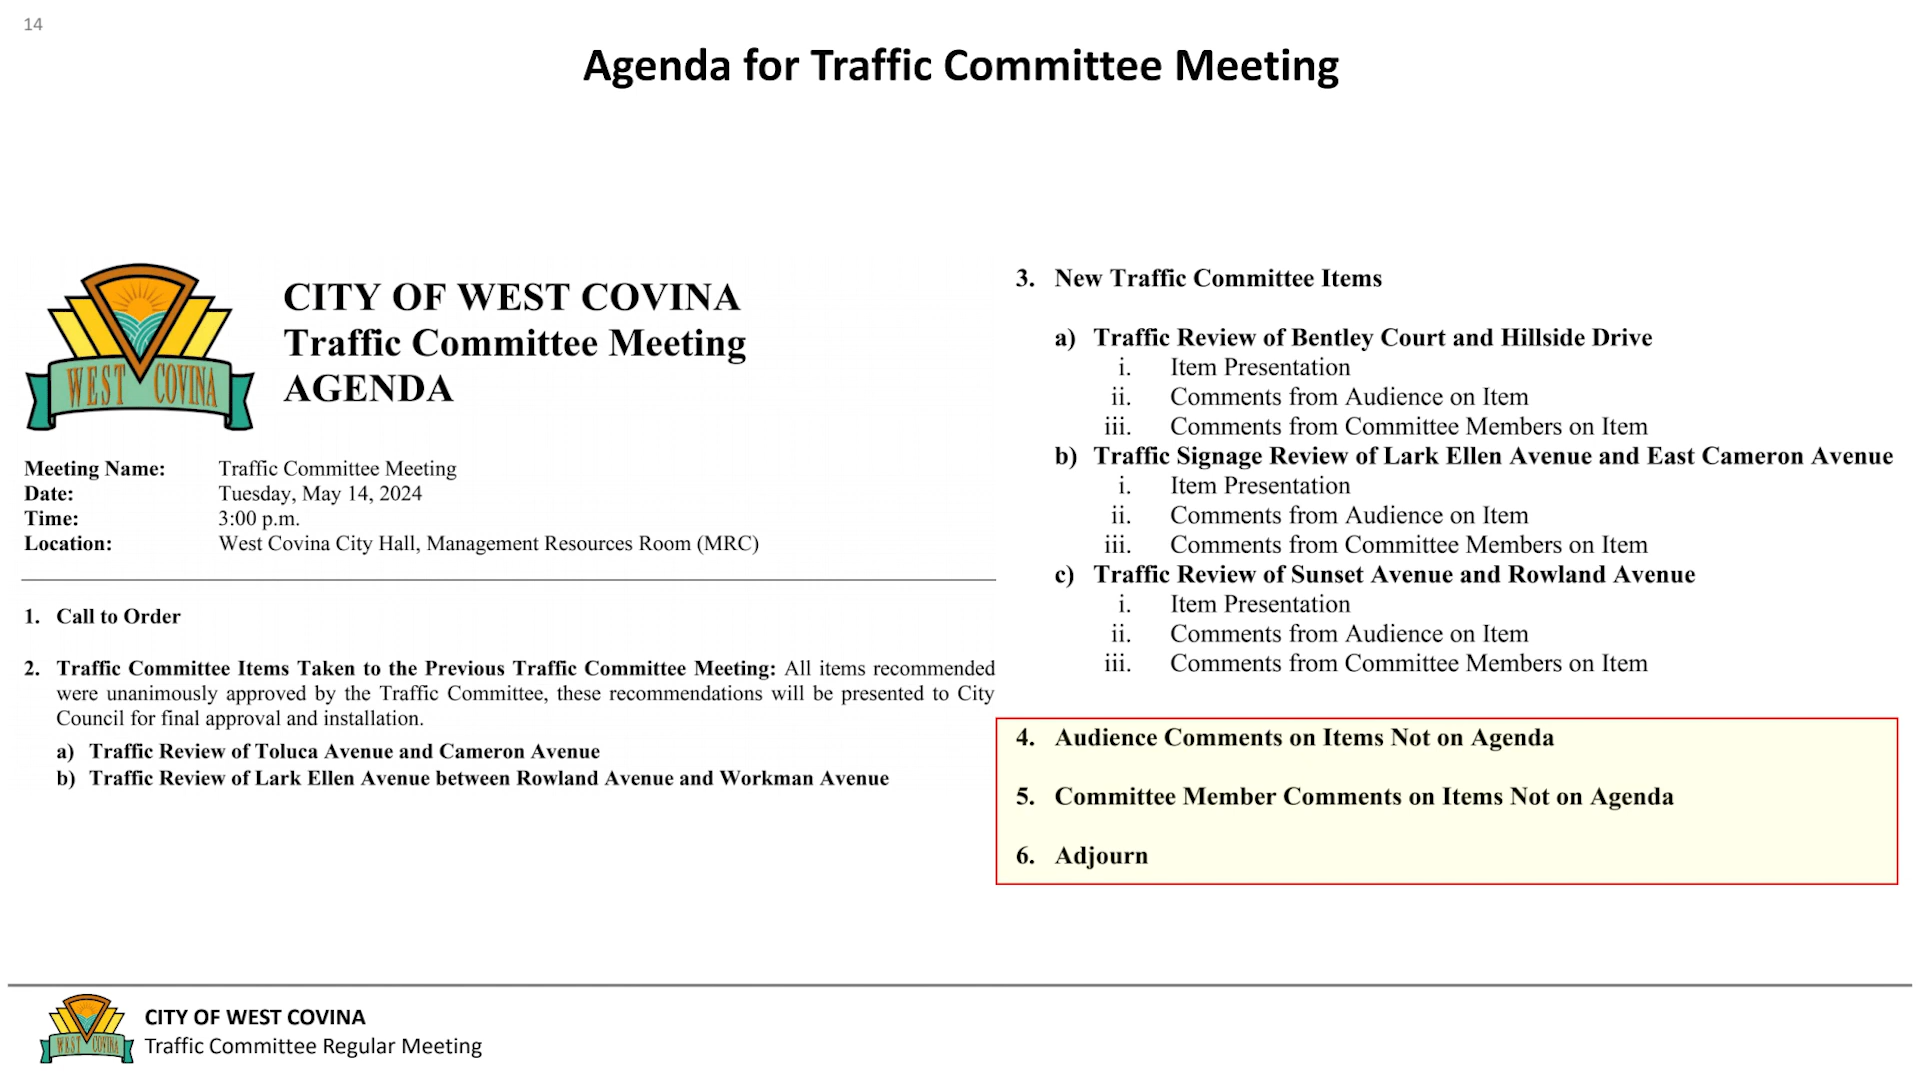 14
Agenda for Traffic Committee Meeting
WEST COVINA
CITY OF WEST COVINA
Traffic Committee Meeting
AGENDA
Meeting Name: Traffic Committee Meeting
Date: Tuesday, May 14, 2024
Time: 3:00 p.m.
Location: West Covina City Hall, Management Resources Room (MRC)
1. Call to Order
2. Traffic Committee Items Taken to the Previous Traffic Committee Meeting: All items recommended
were unanimously approved by the Traffic Committee, these recommendations will be presented to City
Council for final approval and installation.
a) Traffic Review of Toluca Avenue and Cameron Avenue
b) Traffic Review of Lark Ellen Avenue between Rowland Avenue and Workman Avenue
3. New Traffic Committee Items
a) Traffic Review of Bentley Court and Hillside Drive
i. Item Presentation
ii. Comments from Audience on Item
iii. Comments from Committee Members on Item
b) Traffic Signage Review of Lark Ellen Avenue and East Cameron Avenue
i. Item Presentation
ii. Comments from Audience on Item
iii. Comments from Committee Members on Item
c) Traffic Review of Sunset Avenue and Rowland Avenue
i. Item Presentation
ii. Comments from Audience on Item
iii. Comments from Committee Members on Item
4. Audience Comments on Items Not on Agenda
5. Committee Member Comments on Items Not on Agenda
6. Adjourn
WEST COVINA
CITY OF WEST COVINA
Traffic Committee Regular Meeting